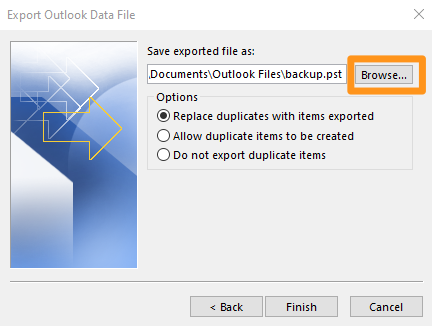 Export Outlook Data File
Save exported file as:
\Documents\Outlook Files\backup.pst
Browse...
Options
Replace duplicates with items exported
Allow duplicate items to be created
Do not export duplicate items
< Back
Finish
Cancel